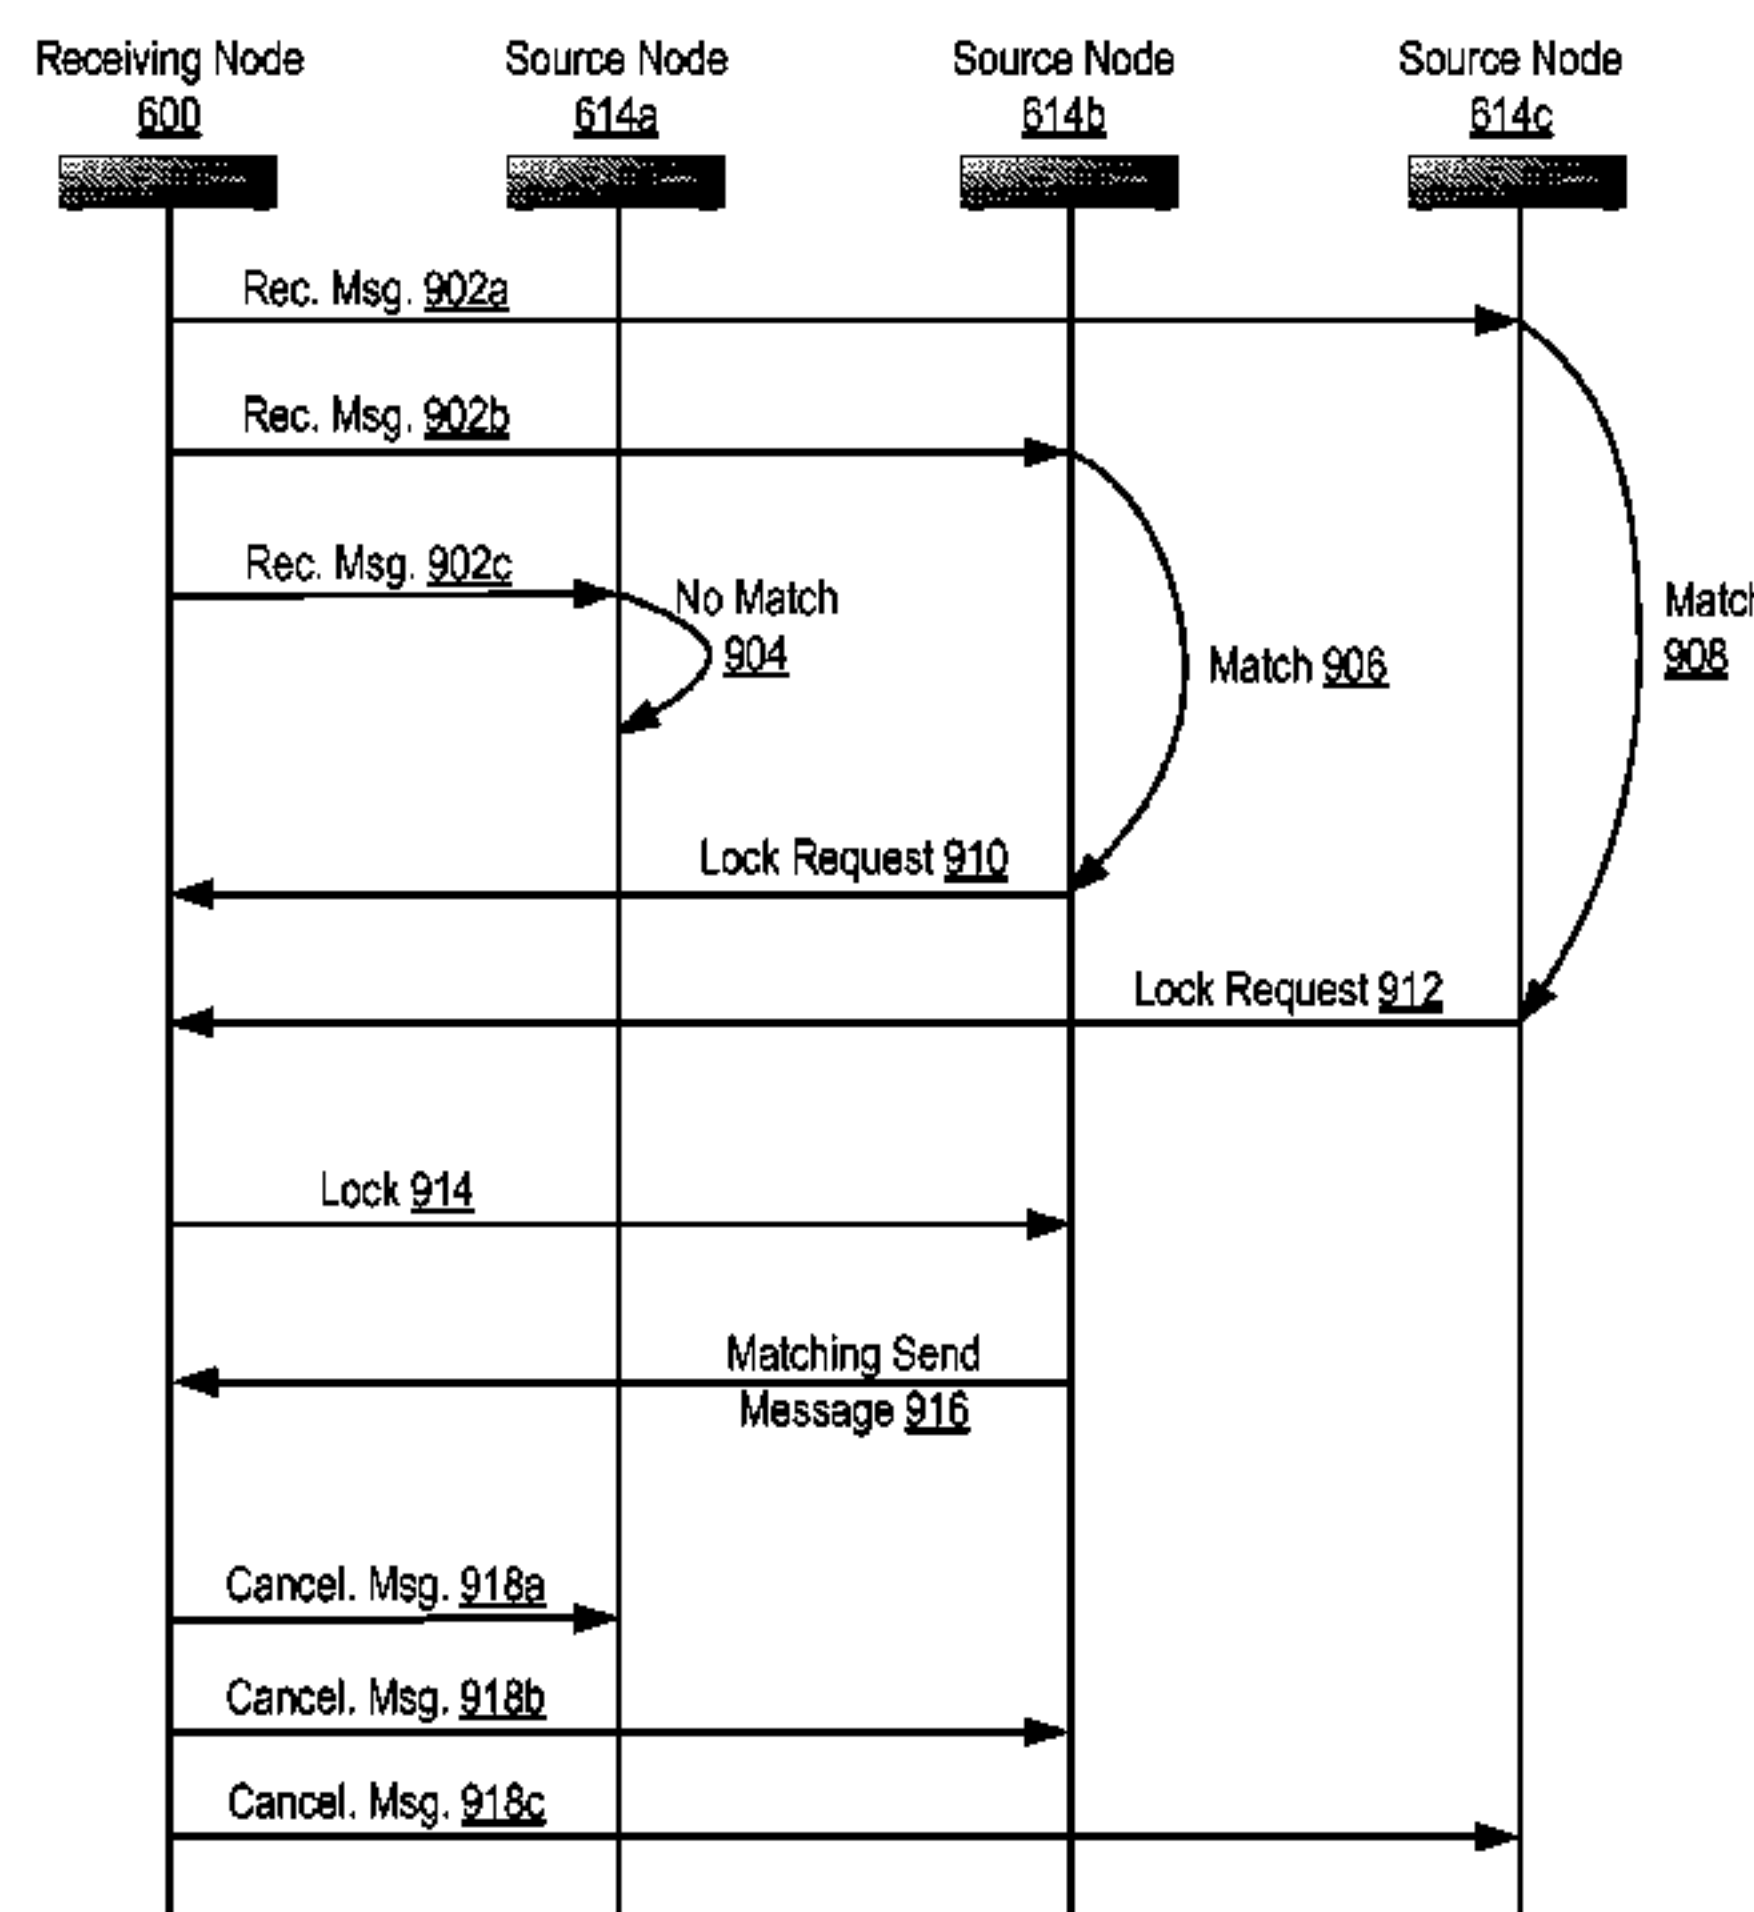 Receiving Node
600
Source Node
614a
Source Node
614b
Source Node
614c
Rec. Msg. 902a
Rec. Msg. 902b
Rec. Msg. 902c
No Match
904
Match 906
Match
908
Lock Request 910
Lock Request 912
Lock 914
Matching Send
Message 916
Cancel. Msg. 918a
Cancel. Msg. 918b
Cancel. Msg. 918c